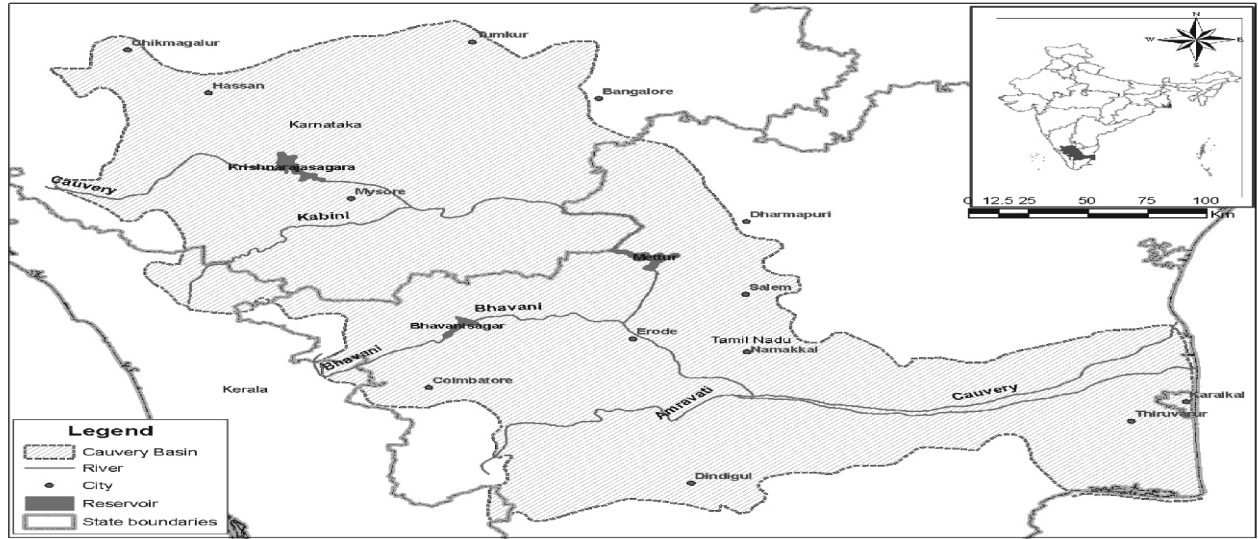 Chikmagalur
Tumkur
Hassan
Bangalore
Karnataka
Krishnarajasagara
Cauvery
Mysore
Kabini
Dharmapuri
Mettur
Salem
Bhavani
Bhavanisagar
Erode
Tamil Nadu
Namakkal
Bhavani
Kerala
Coimbatore
Amravati
Cauvery
Karaikal
Thiruvarur
Dindigul
N
W E
S
0 12.5 25 50 75 100
Km
Legend
Cauvery Basin
River
City
Reservoir
State boundaries